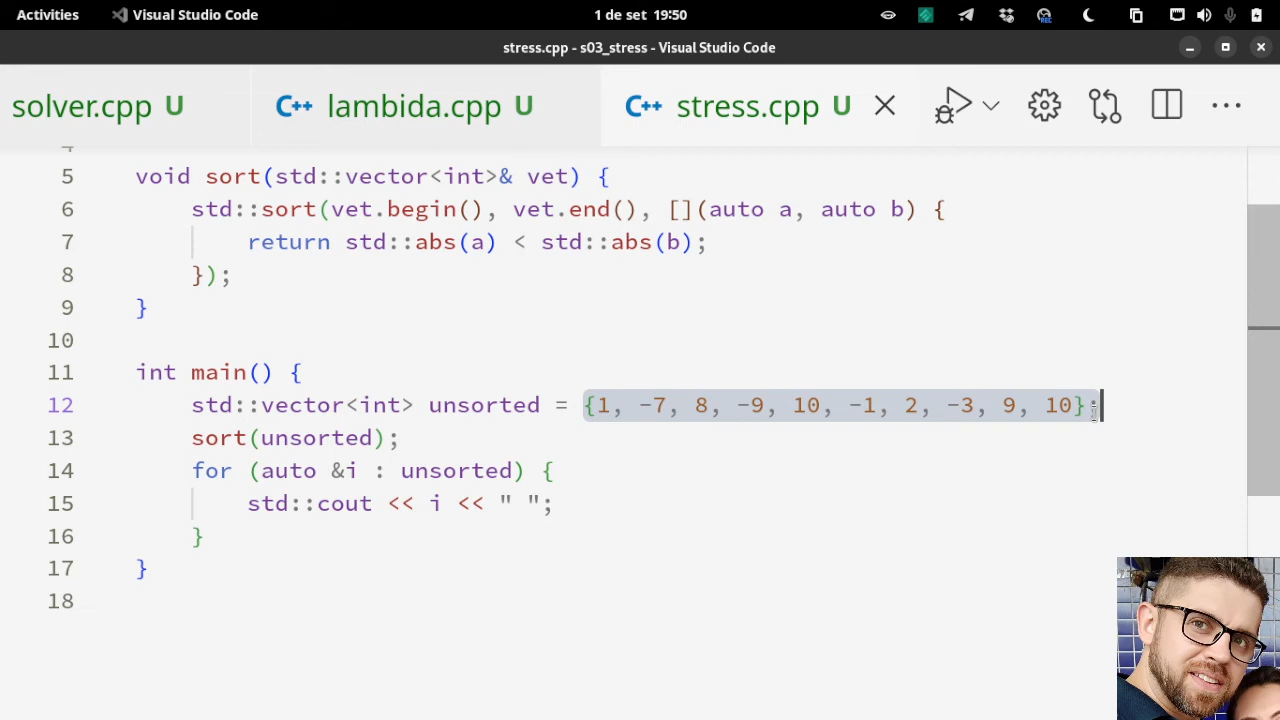 Activities Visual Studio Code 1 de set 19:50
stress.cpp - s03_stress - Visual Studio Code
solver.cpp U lambida.cpp U stress.cpp U
4
5 void sort(std::vector<int>& vet) {
6 std::sort(vet.begin(), vet.end(), [](auto a, auto b) {
7 return std::abs(a) < std::abs(b);
8 });
9 }
10
11 int main() {
12 std::vector<int> unsorted = {1, -7, 8, -9, 10, -1, 2, -3, 9, 10};
13 sort(unsorted);
14 for (auto &i : unsorted) {
15 std::cout << i << " ";
16 }
17 }
18